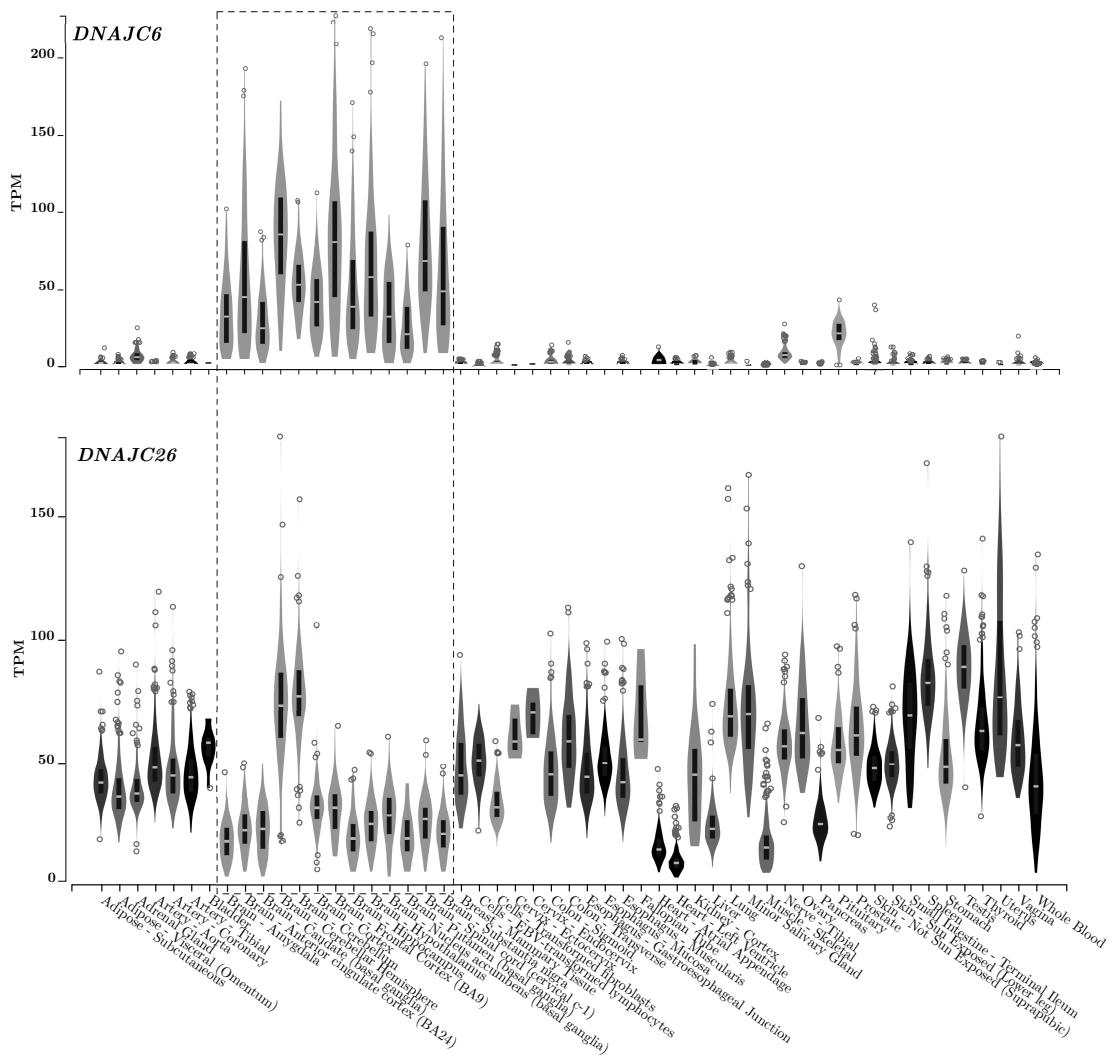 DNAJC6
200
150
100
50
0
TPM
DNAJC26
150
100
50
0
TPM
Adipose - Subcutaneous
Adipose - Visceral (Omentum)
Adrenal Gland
Artery - Aorta
Artery - Coronary
Artery - Tibial
Bladder
Brain - Amygdala
Brain - Anterior cingulate cortex (BA24)
Brain - Caudate (basal ganglia)
Brain - Cerebellar Hemisphere
Brain - Cerebellum
Brain - Cortex
Brain - Frontal Cortex (BA9)
Brain - Hippocampus
Brain - Hypothalamus
Brain - Nucleus accumbens (basal ganglia)
Brain - Putamen (basal ganglia)
Brain - Spinal cord (cervical c-1)
Brain - Substantia nigra
Breast - Mammary Tissue
Cells - EBV-transformed lymphocytes
Cells - Transformed fibroblasts
Cervix - Ectocervix
Cervix - Endocervix
Colon - Sigmoid
Colon - Transverse
Esophagus - Gastroesophageal Junction
Esophagus - Mucosa
Esophagus - Muscularis
Fallopian Tube
Heart - Atrial Appendage
Heart - Left Ventricle
Kidney - Cortex
Liver
Lung
Minor Salivary Gland
Muscle - Skeletal
Nerve - Tibial
Ovary
Pancreas
Pituitary
Prostate
Skin - Not Sun Exposed (Suprapubic)
Skin - Sun Exposed (Lower leg)
Small Intestine - Terminal Ileum
Spleen
Stomach
Testis
Thyroid
Uterus
Vagina
Whole Blood